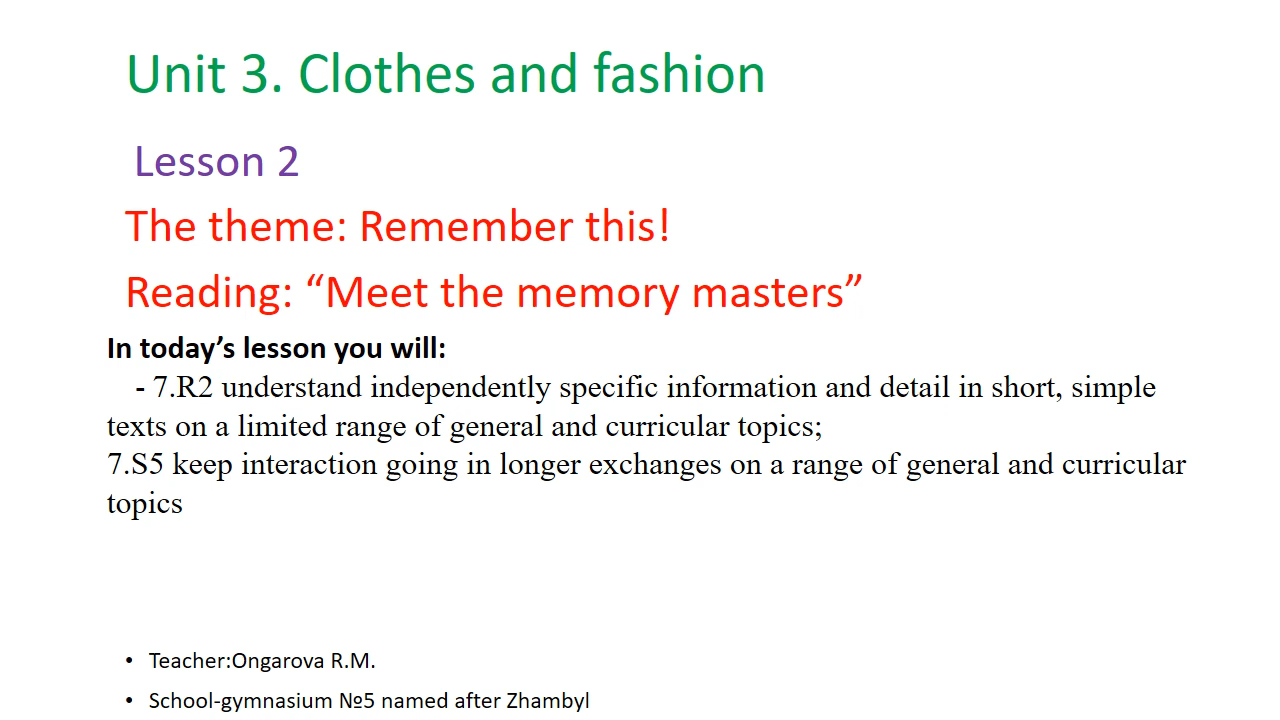 Unit 3. Clothes and fashion
Lesson 2
The theme: Remember this!
Reading: “Meet the memory masters”
In today’s lesson you will:
- 7.R2 understand independently specific information and detail in short, simple
texts on a limited range of general and curricular topics;
7.S5 keep interaction going in longer exchanges on a range of general and curricular
topics
• Teacher:Ongarova R.M.
• School-gymnasium №5 named after Zhambyl